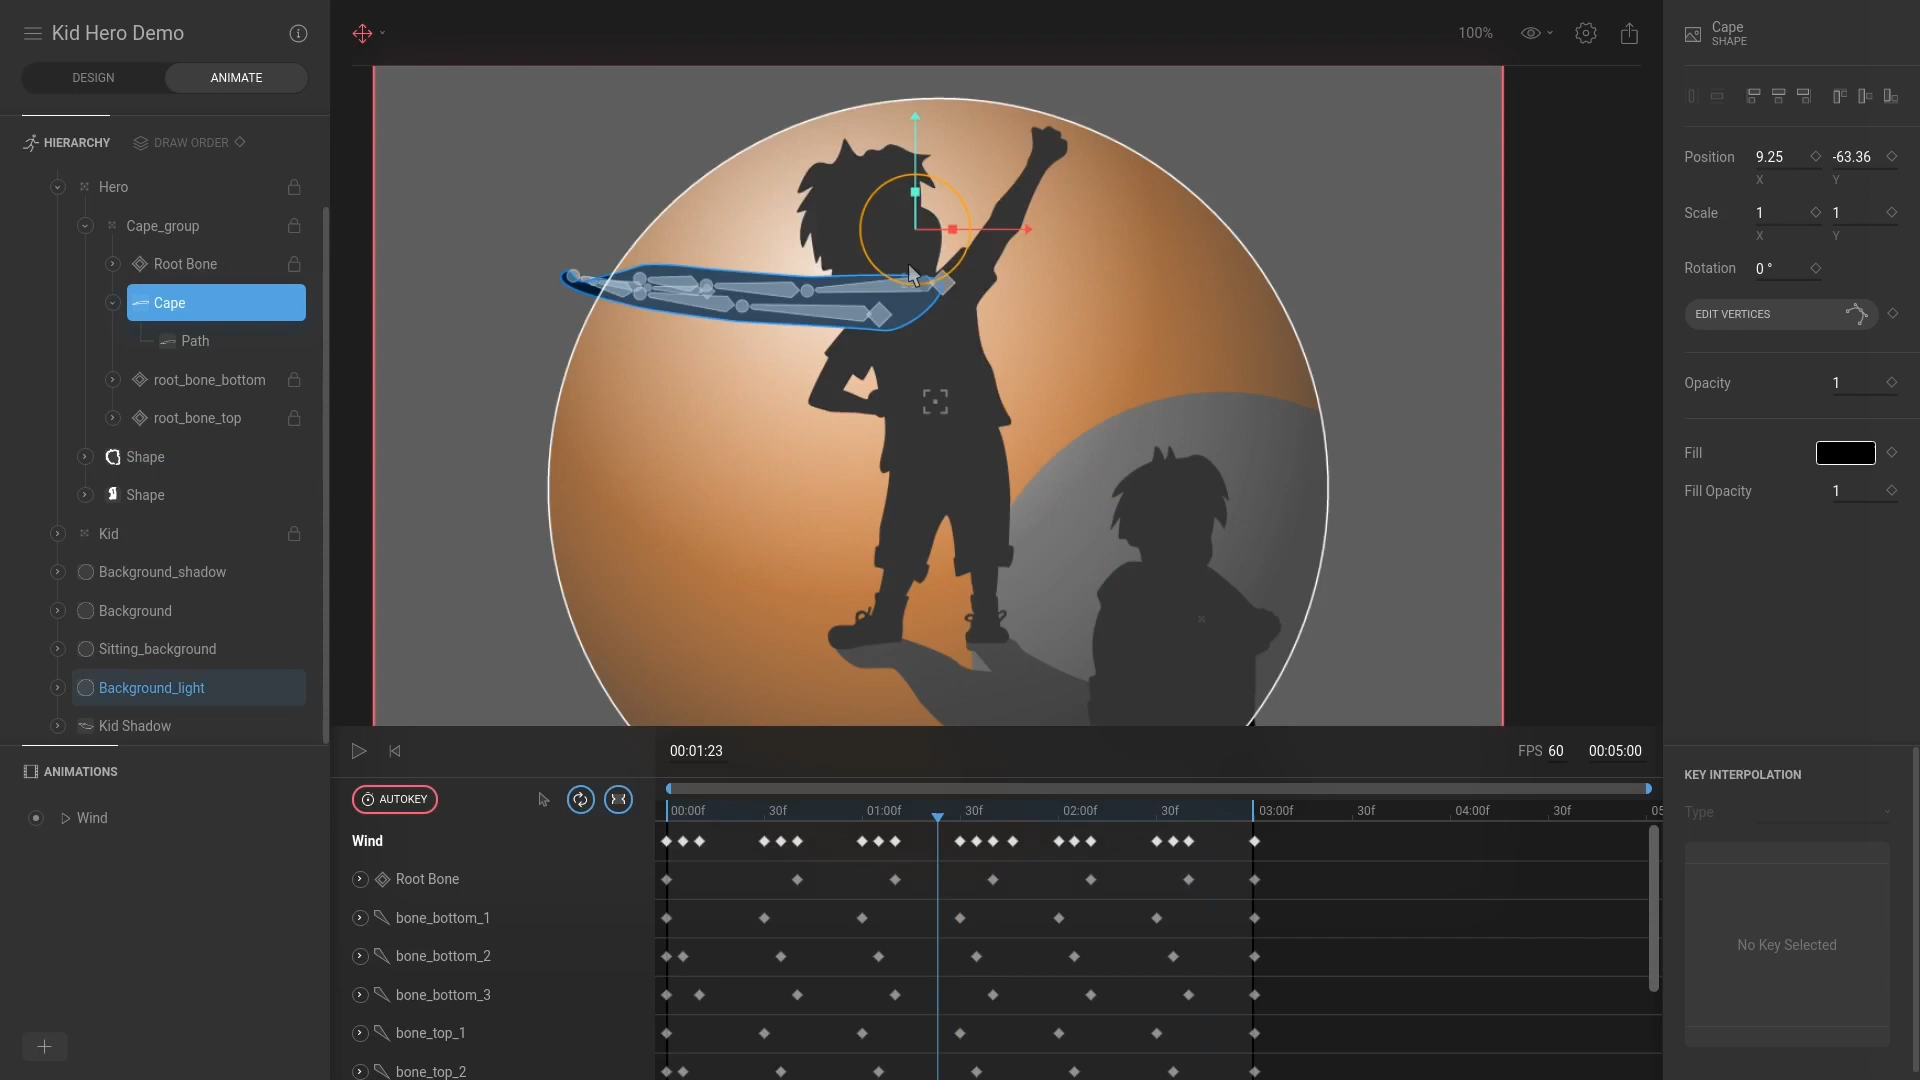 Kid Hero Demo
DESIGN
ANIMATE
HIERARCHY
DRAW ORDER
Hero
Cape_group
Root Bone
Cape
Path
root_bone_bottom
root_bone_top
Shape
Shape
Kid
Background_shadow
Background
Sitting_background
Background_light
Kid Shadow
ANIMATIONS
Wind
100%
00:01:23
FPS 60
00:05:00
AUTOKEY
00:00f 30f 01:00f 30f 02:00f 30f 03:00f 30f 04:00f 30f 05
Wind
Root Bone
bone_bottom_1
bone_bottom_2
bone_bottom_3
bone_top_1
bone_top_2
Cape
SHAPE
Position 9.25 -63.36
X Y
Scale 1 1
X Y
Rotation 0 °
EDIT VERTICES
Opacity 1
Fill
Fill Opacity 1
KEY INTERPOLATION
Type
No Key Selected